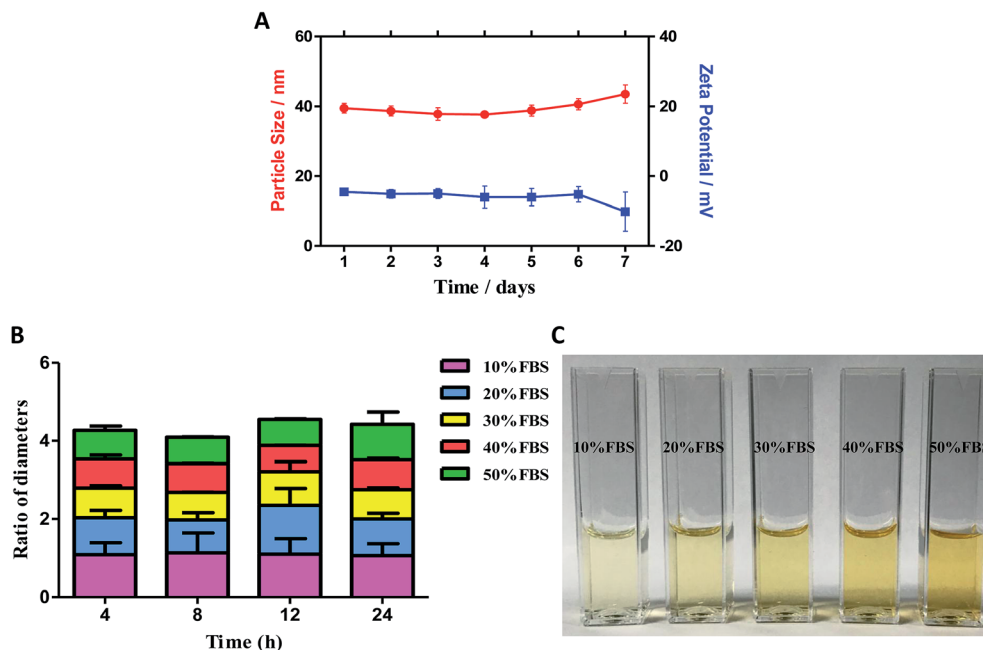 A
60
40
20
0
Particle Size / nm
40
20
0
-20
Zeta Potential / mV
1 2 3 4 5 6 7
Time / days
B
6
4
2
0
Ratio of diameters
4 8 12 24
Time (h)
10%FBS
20%FBS
30%FBS
40%FBS
50%FBS
C
10%FBS 20%FBS 30%FBS 40%FBS 50%FBS